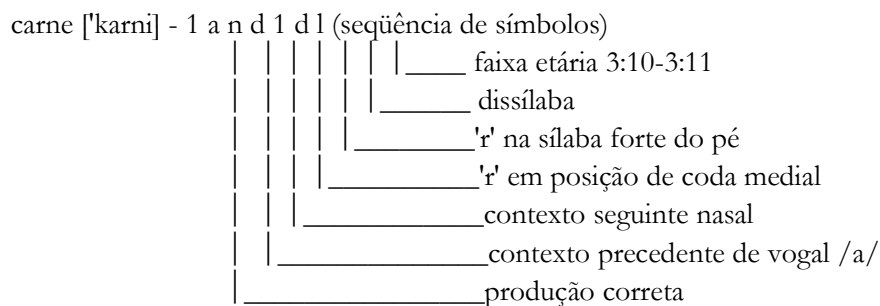 carne ['karni] - 1 a n d 1 d l (seqüência de símbolos)
faixa etária 3:10-3:11
dissílaba
'r' na sílaba forte do pé
'r' em posição de coda medial
contexto seguinte nasal
contexto precedente de vogal /a/
produção correta